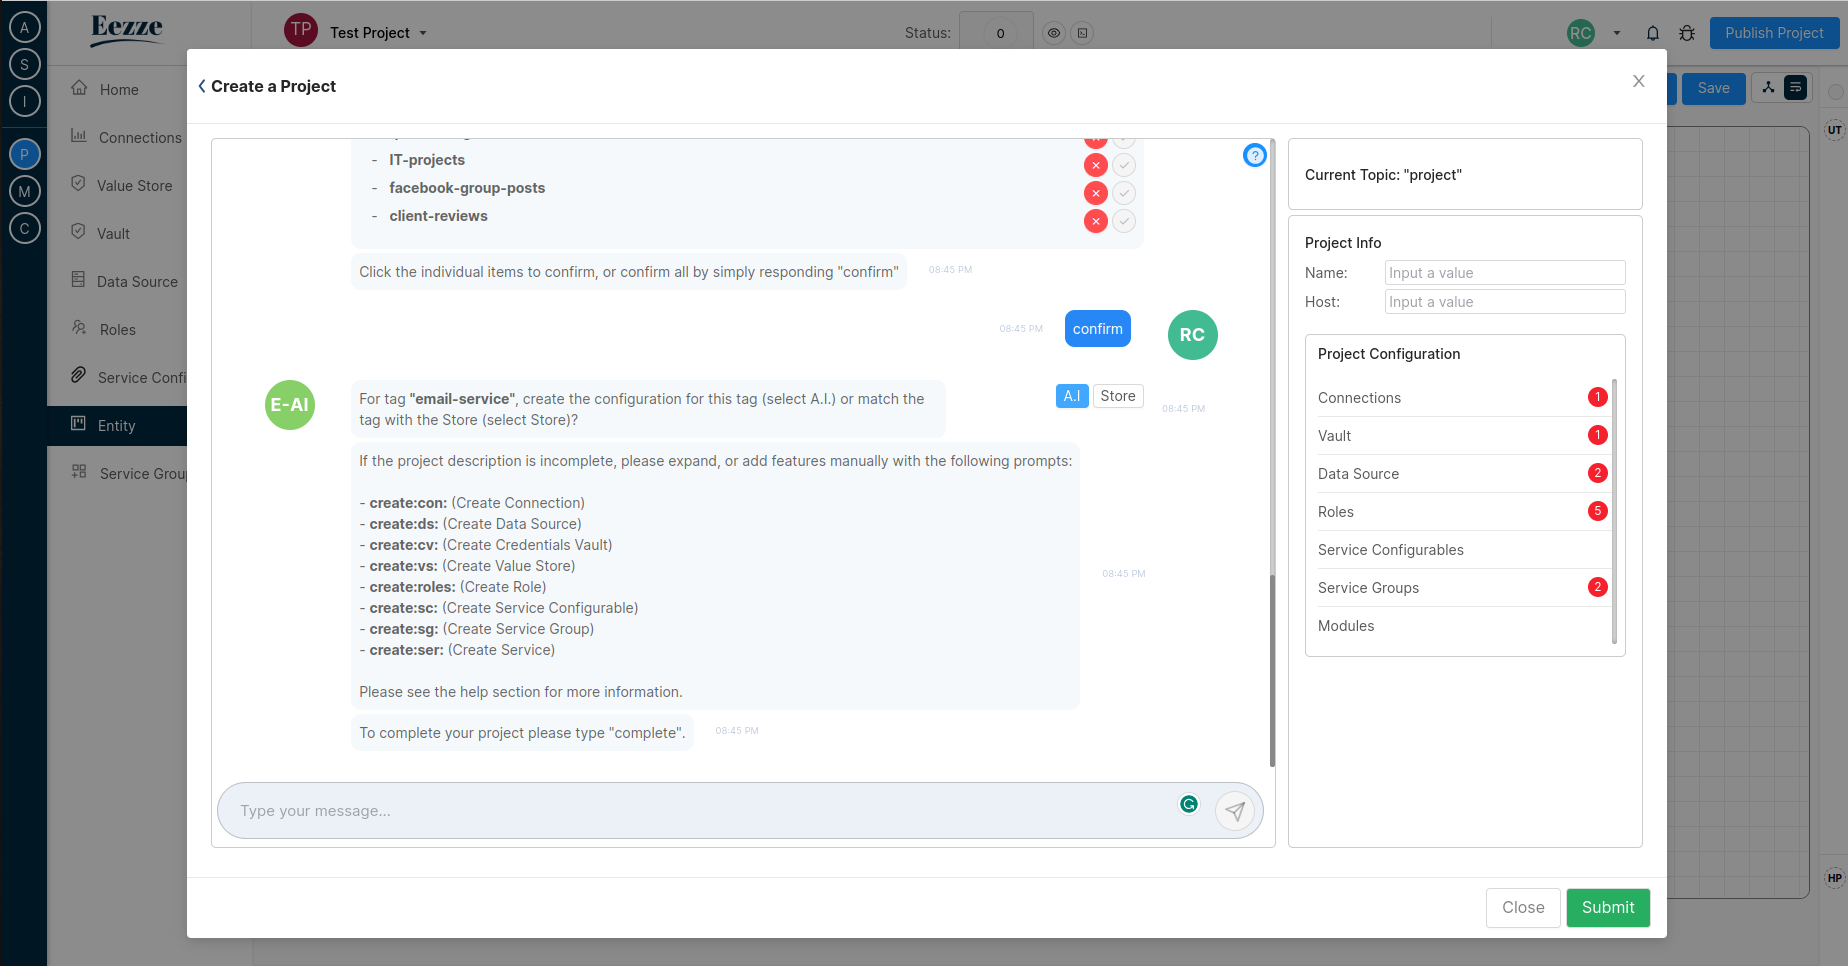 A
Eezze
TP
Test Project
Status:
0
RC
Publish Project
S
I
P
M
C
Home
Connections
Value Store
Vault
Data Source
Roles
Service Confi
Entity
Service Grou
Save
UT
HP
Create a Project
- IT-projects
- facebook-group-posts
- client-reviews
Click the individual items to confirm, or confirm all by simply responding "confirm"
08:45 PM
08:45 PM
confirm
RC
E-AI
For tag "email-service", create the configuration for this tag (select A.I.) or match the
tag with the Store (select Store)?
A.I
Store
08:45 PM
If the project description is incomplete, please expand, or add features manually with the following prompts:
- create:con: (Create Connection)
- create:ds: (Create Data Source)
- create:cv: (Create Credentials Vault)
- create:vs: (Create Value Store)
- create:roles: (Create Role)
- create:sc: (Create Service Configurable)
- create:sg: (Create Service Group)
- create:ser: (Create Service)
Please see the help section for more information.
08:45 PM
To complete your project please type "complete".
08:45 PM
Type your message...
?
Current Topic: "project"
Project Info
Name:
Input a value
Host:
Input a value
Project Configuration
Connections 1
Vault 1
Data Source 2
Roles 5
Service Configurables
Service Groups 2
Modules
Close
Submit